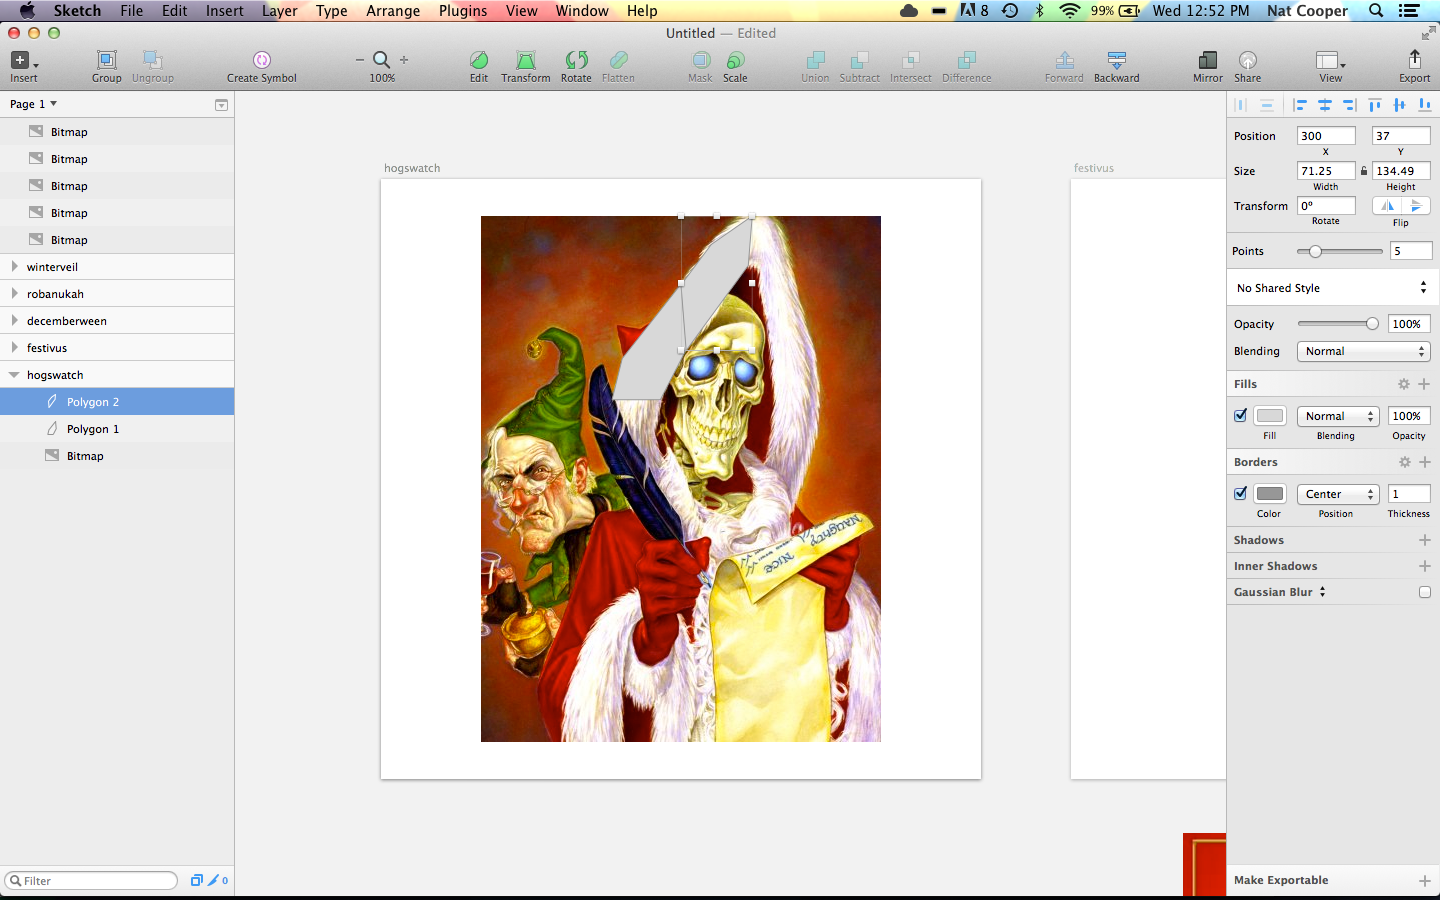 Sketch File Edit Insert Layer Type Arrange Plugins View Window Help 8 99% Wed 12:52 PM Nat Cooper
Untitled — Edited
Insert Group Ungroup Create Symbol 100% Edit Transform Rotate Flatten Mask Scale Union Subtract Intersect Difference Forward Backward Mirror Share View Export
Page 1
Bitmap
Bitmap
Bitmap
Bitmap
Bitmap
winterveil
robanukah
decemberween
festivus
hogswatch
Polygon 2
Polygon 1
Bitmap
Filter 0
hogswatch
festivus
NAUGHTY
NICE
Position 300 37
X Y
Size 71.25 134.49
Width Height
Transform 0°
Rotate Flip
Points 5
No Shared Style
Opacity 100%
Blending Normal
Fills
Normal 100%
Fill Blending Opacity
Borders
Center 1
Color Position Thickness
Shadows
Inner Shadows
Gaussian Blur
Make Exportable